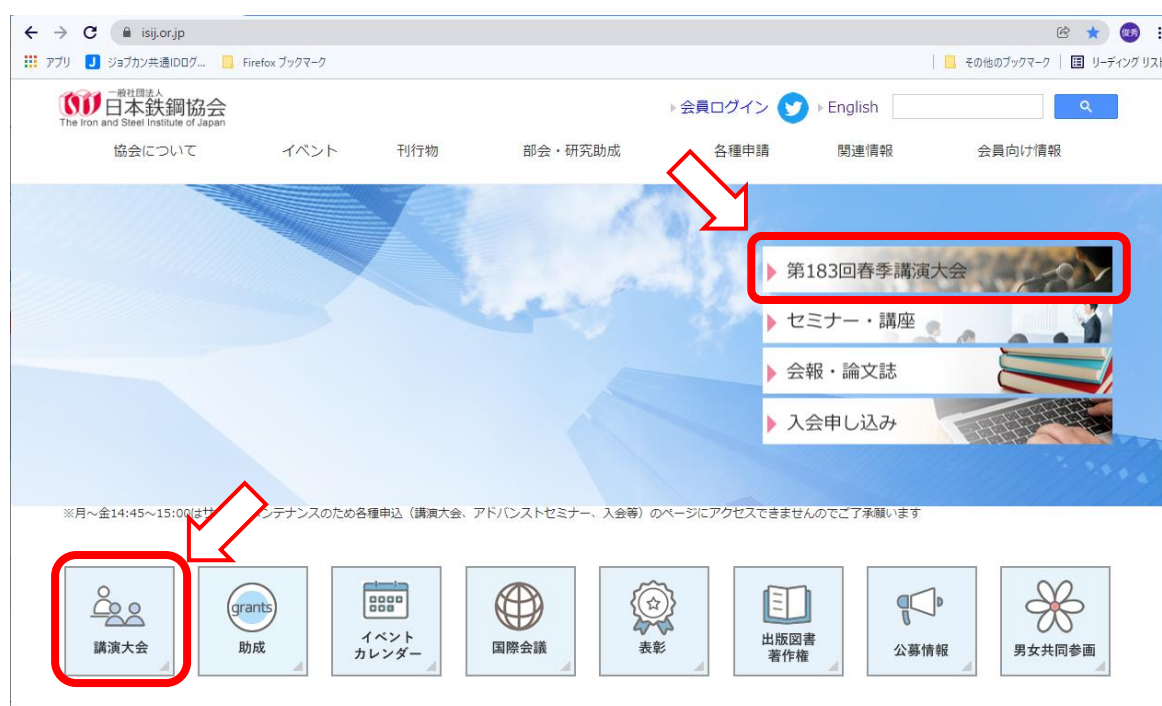 isij.or.jp
俊秀
アプリ ジョブカン共通IDログ... Firefox ブックマーク その他のブックマーク リーディング リスト
一般社団法人
日本鉄鋼協会
The Iron and Steel Institute of Japan
会員ログイン English
協会について イベント 刊行物 部会・研究助成 各種申請 関連情報 会員向け情報
第183回春季講演大会
セミナー・講座
会報・論文誌
入会申し込み
※月~金14:45~15:00はサ テナンスのため各種申込(講演大会、アドバンストセミナー、入会等)のページにアクセスできませんのでご了承願います
grants
講演大会 助成 イベント
カレンダー 国際会議 表彰 出版図書
著作権 公募情報 男女共同参画